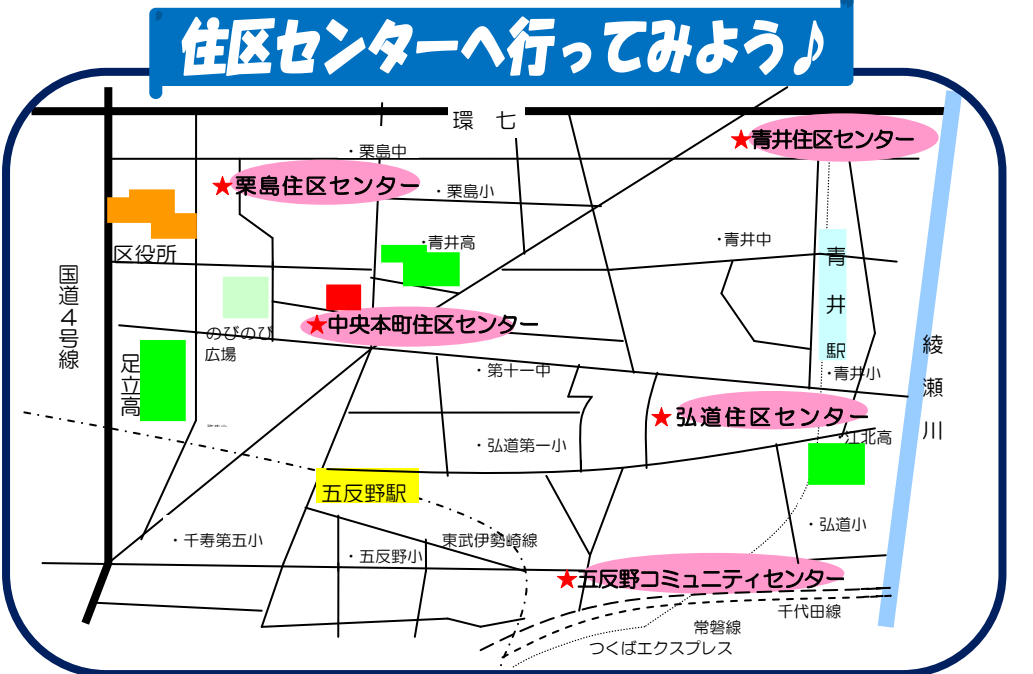 住区センターへ行ってみよう♪
環 七
★青井住区センター
・栗島中
★栗島住区センター
・栗島小
・青井高
・青井中
区役所
青井駅
国道4号線
のびのび
広場
★中央本町住区センター
綾瀬川
足立高
・第十一中
・青井小
★弘道住区センター
・江北高
・弘道第一小
五反野駅
・弘道小
・千寿第五小
・五反野小
東武伊勢崎線
★五反野コミュニティセンター
千代田線
常磐線
つくばエクスプレス